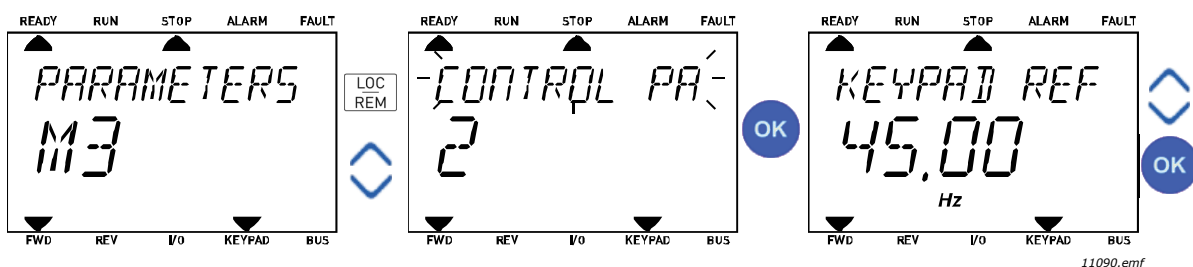 READY RUN STOP ALARM FAULT
PARAMETERS
M3
FWD REV I/O KEYPAD BUS
LOC
REM
READY RUN STOP ALARM FAULT
CONTROL PA
2
FWD REV I/O KEYPAD BUS
OK
READY RUN STOP ALARM FAULT
KEYPAD REF
45.00
Hz
FWD REV I/O KEYPAD BUS
OK
11090.emf